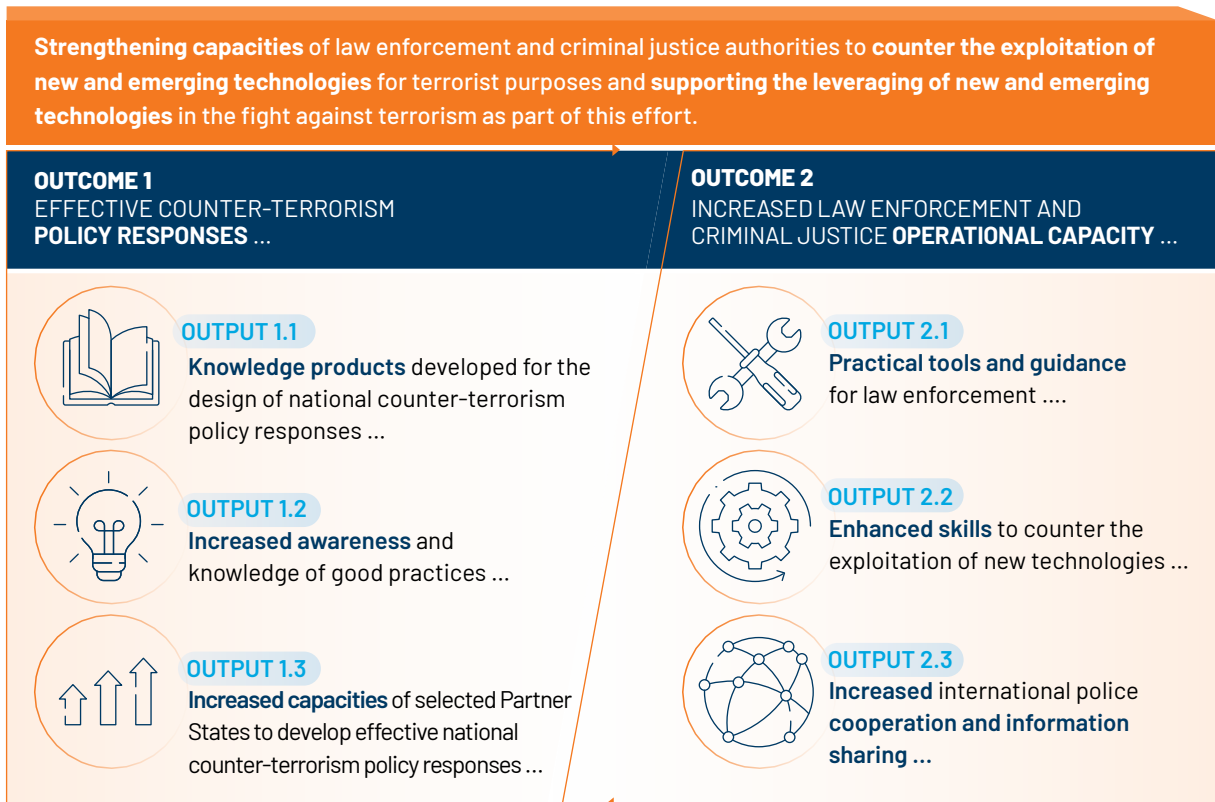 Strengthening capacities of law enforcement and criminal justice authorities to counter the exploitation of
new and emerging technologies for terrorist purposes and supporting the leveraging of new and emerging
technologies in the fight against terrorism as part of this effort.
OUTCOME 1
EFFECTIVE COUNTER-TERRORISM
POLICY RESPONSES ...
OUTPUT 1.1
Knowledge products developed for the
design of national counter-terrorism
policy responses ...
OUTPUT 1.2
Increased awareness and
knowledge of good practices ...
OUTPUT 1.3
Increased capacities of selected Partner
States to develop effective national
counter-terrorism policy responses ...
OUTCOME 2
INCREASED LAW ENFORCEMENT AND
CRIMINAL JUSTICE OPERATIONAL CAPACITY ...
OUTPUT 2.1
Practical tools and guidance
for law enforcement ....
OUTPUT 2.2
Enhanced skills to counter the
exploitation of new technologies ...
OUTPUT 2.3
Increased international police
cooperation and information
sharing ...